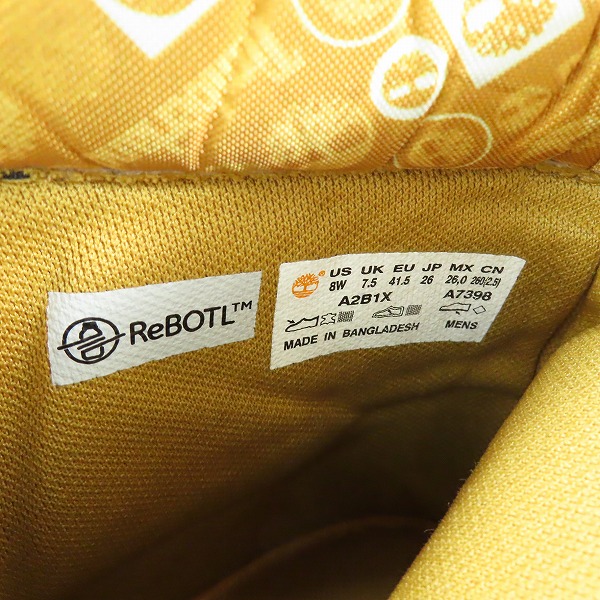 ReBOTL™
US UK EU JP MX CN
8W 7.5 41.5 26 26,0 260(2.5)
A2B1X A7398
MADE IN BANGLADESH MENS